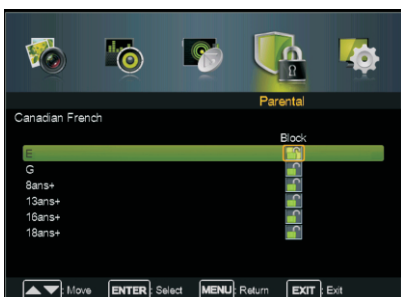 Parental
Canadian French
Block
E
G
8ans+
13ans+
16ans+
18ans+
▲▼: Move ENTER: Select MENU: Return EXIT: Exit